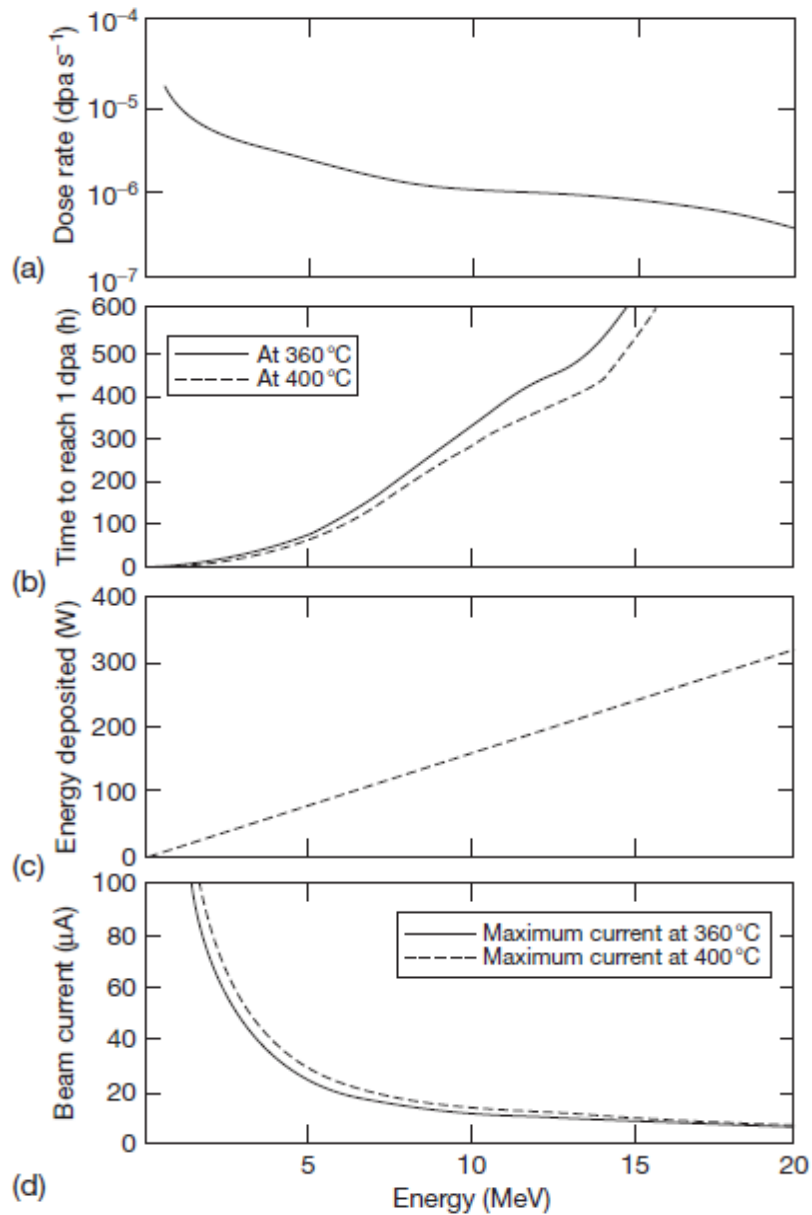 10⁻⁴
10⁻⁵
10⁻⁶
10⁻⁷
Dose rate (dpa s⁻¹)
(a)
600
500
400
300
200
100
0
Time to reach 1 dpa (h)
At 360 °C
At 400 °C
(b)
400
300
200
100
0
Energy deposited (W)
(c)
100
80
60
40
20
0
Beam current (μA)
Maximum current at 360 °C
Maximum current at 400 °C
5 10 15 20
(d)
Energy (MeV)